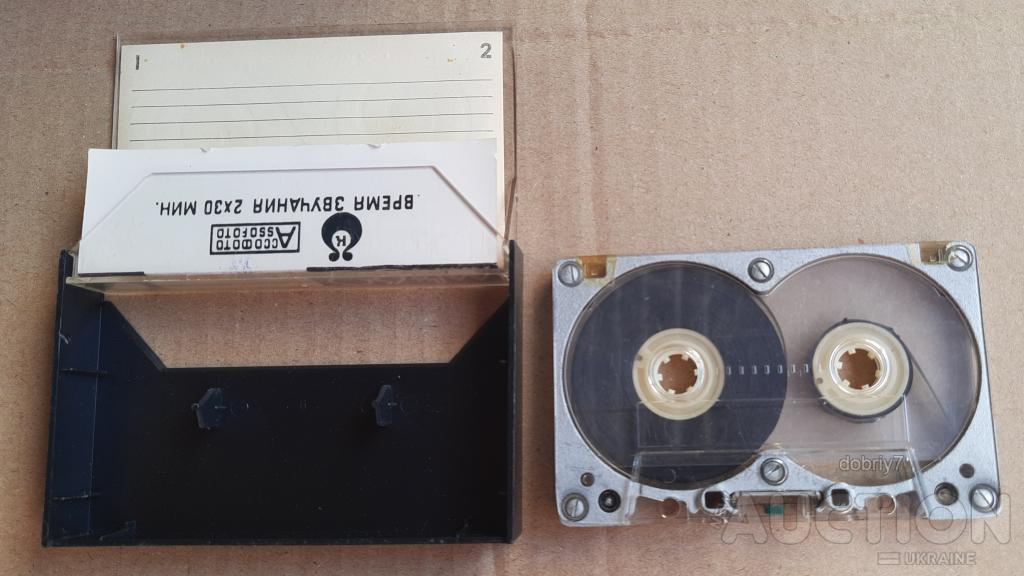 1 2
ВРЕМЯ ЗВУЧАНИЯ 2х30 МИН.
АССОФОТО
ASSOFOTO
dobriy7
AUCTION
UKRAINE